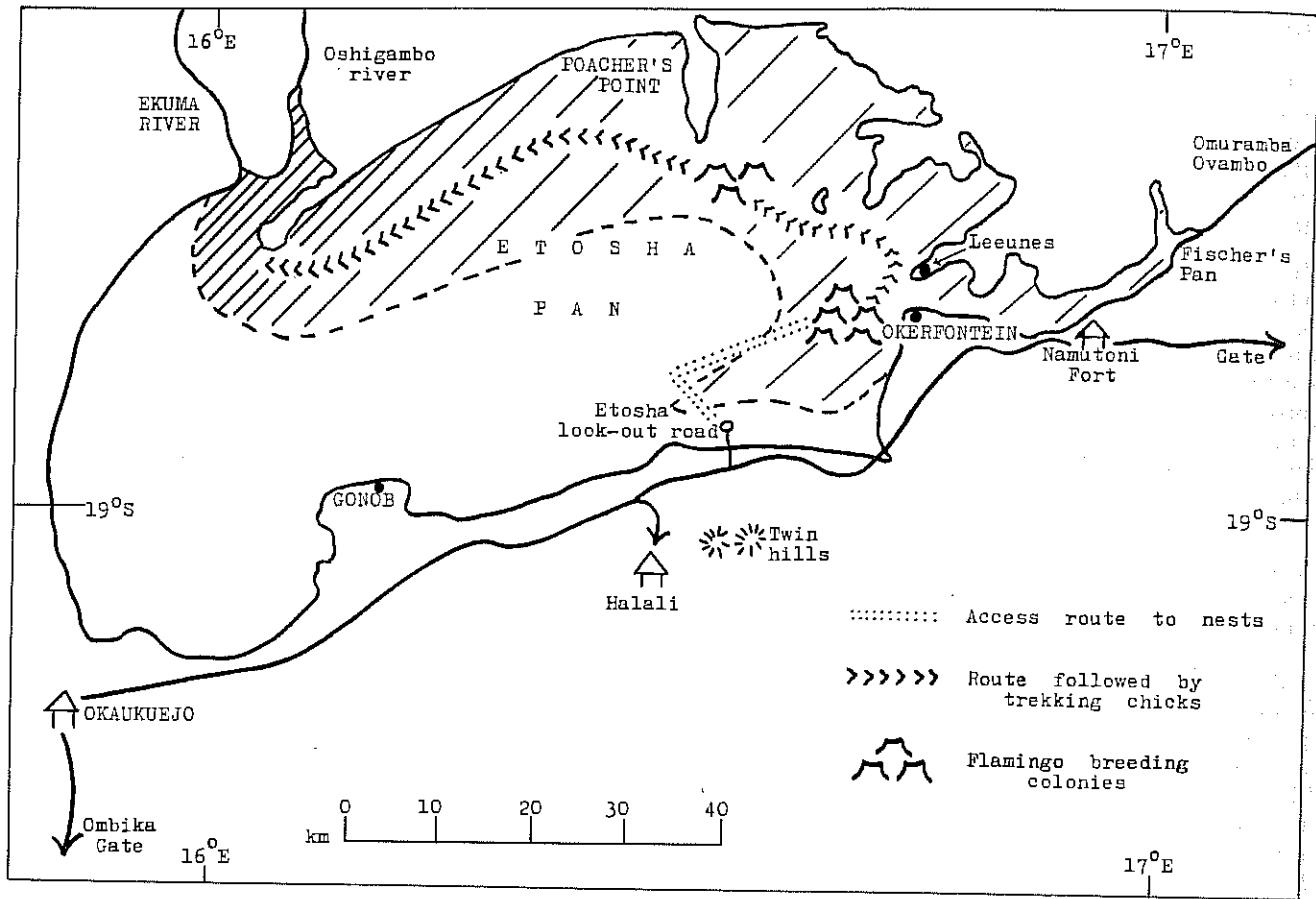 16°E
Oshigambo
river
POACHER'S
POINT
17°E
EKUMA
RIVER
Omuramba
Ovambo
E T O S H A
P A N
Leeunes
Fischer's
Pan
OKERFONTEIN
Namutoni
Fort
Gate
Etosha
look-out road
GONOB
19°S
19°S
Twin
hills
Halali
Access route to nests
Route followed by
trekking chicks
OKAUKUEJO
Flamingo breeding
colonies
Ombika
Gate
0 10 20 30 40
km
16°E
17°E